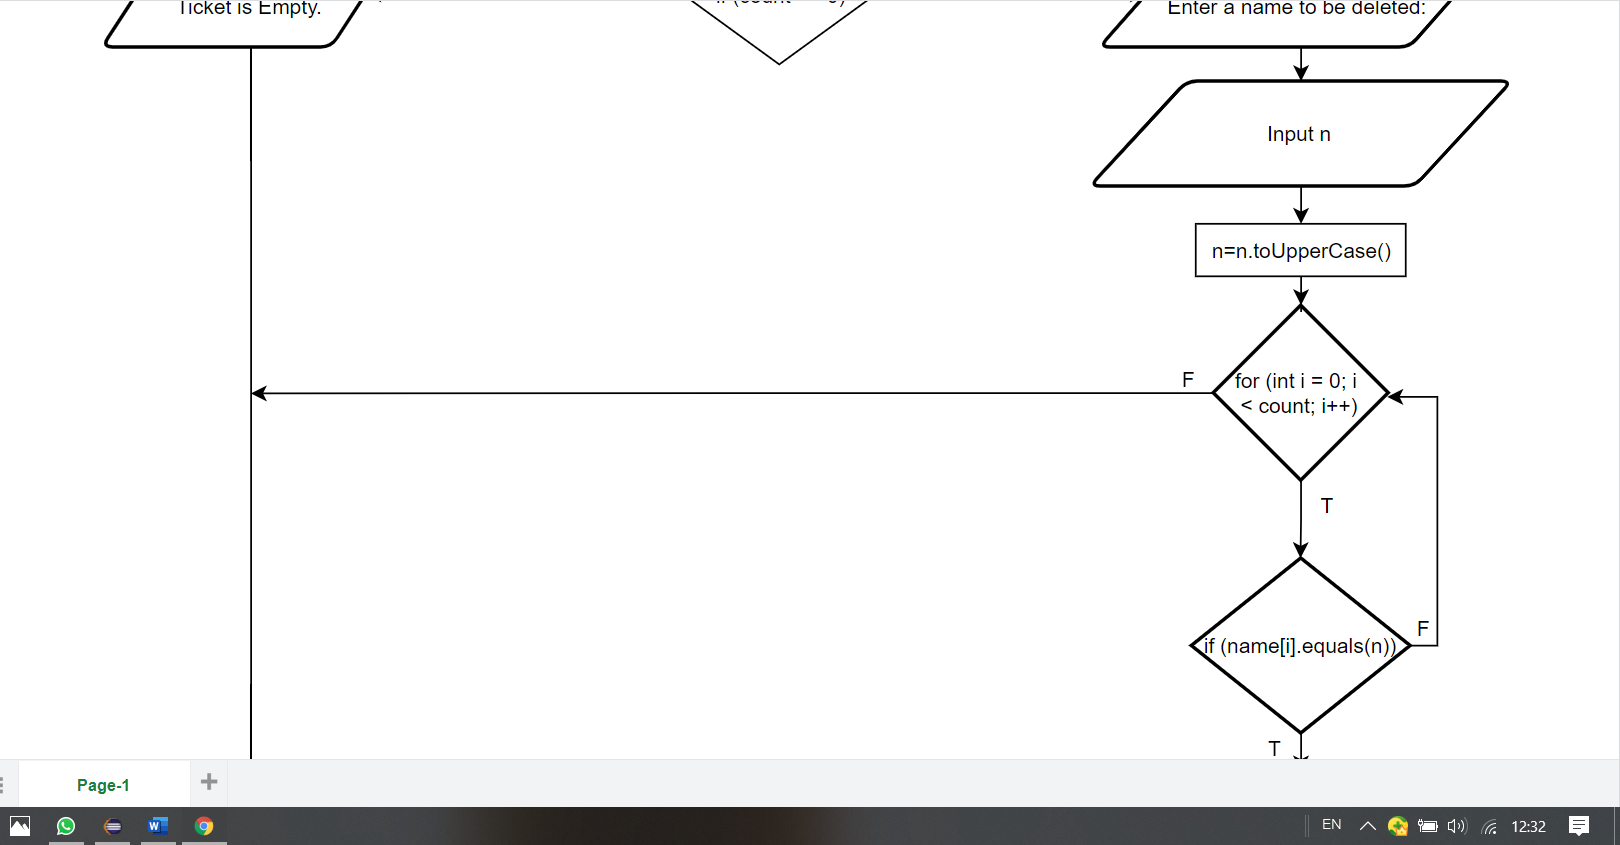 Ticket is Empty.
Enter a name to be deleted:
Input n
n=n.toUpperCase()
F
for (int i = 0; i
< count; i++)
T
if (name[i].equals(n))
F
T
Page-1
EN
12:32